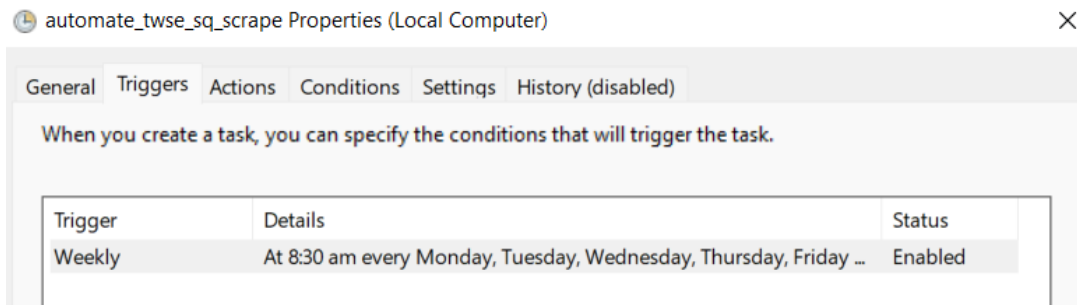 automate_twse_sq_scrape Properties (Local Computer)
General Triggers Actions Conditions Settings History (disabled)
When you create a task, you can specify the conditions that will trigger the task.
Trigger Details Status
Weekly At 8:30 am every Monday, Tuesday, Wednesday, Thursday, Friday ... Enabled